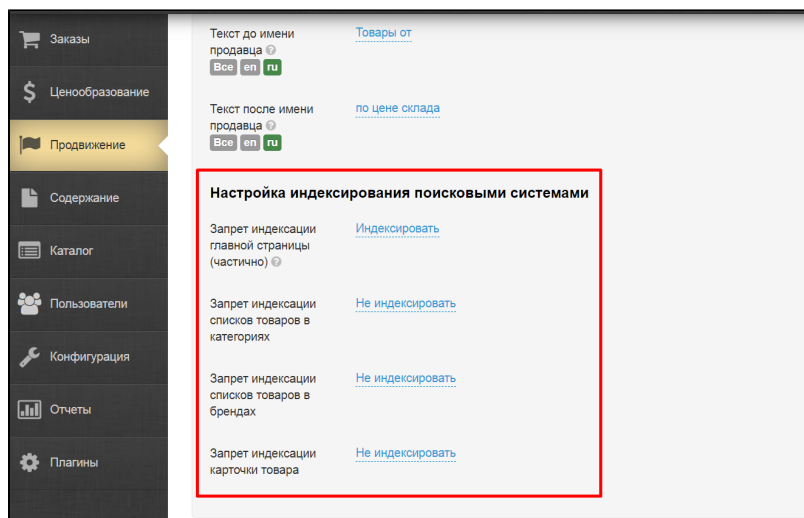 Заказы
Ценообразование
Продвижение
Содержание
Каталог
Пользователи
Конфигурация
Отчеты
Плагины
Текст до имени
продавца ?
Все en ru
Товары от
Текст после имени
продавца ?
Все en ru
по цене склада
Настройка индексирования поисковыми системами
Запрет индексации
главной страницы
(частично) ?
Индексировать
Запрет индексации
списков товаров в
категориях
Не индексировать
Запрет индексации
списков товаров в
брендах
Не индексировать
Запрет индексации
карточки товара
Не индексировать